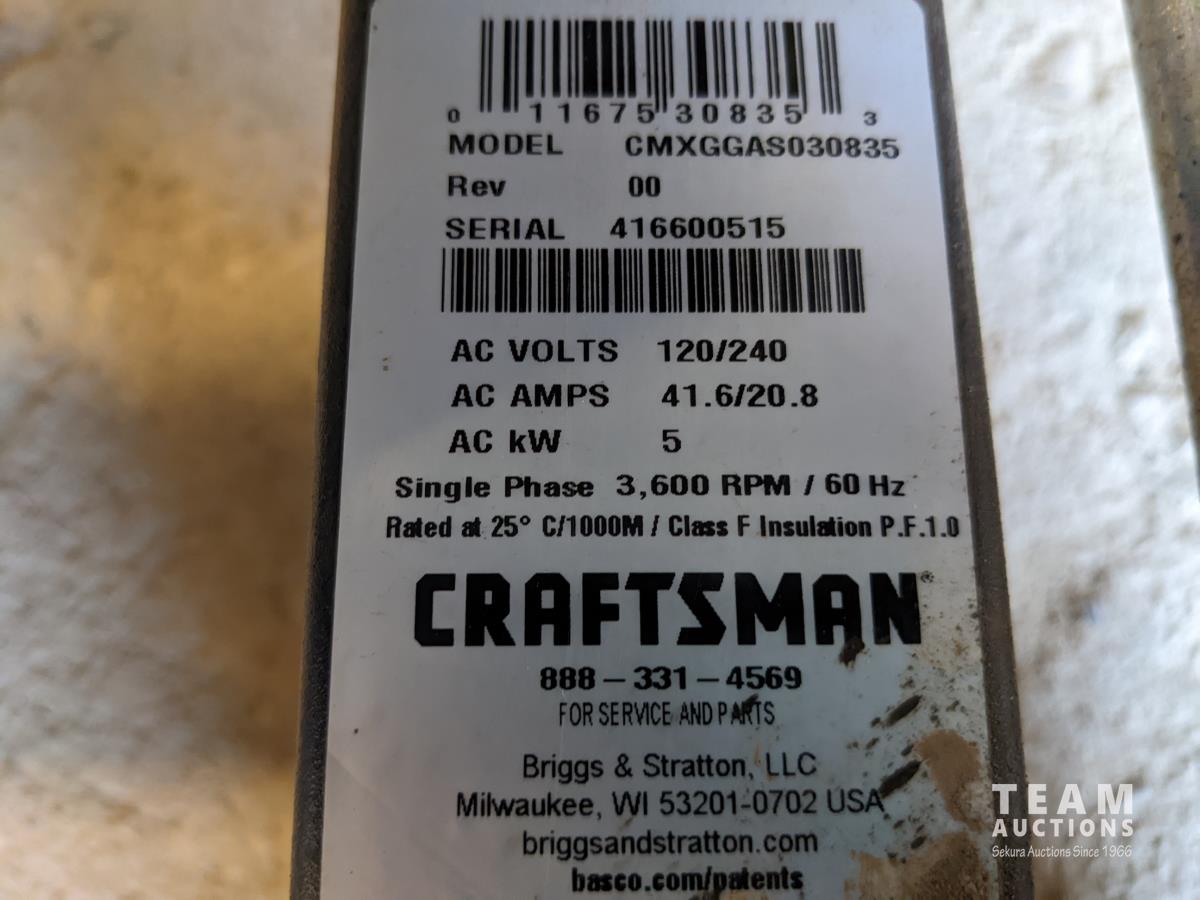 0 11675 30835 3
MODEL CMXGGAS030835
Rev 00
SERIAL 416600515
AC VOLTS 120/240
AC AMPS 41.6/20.8
AC kW 5
Single Phase 3,600 RPM / 60 Hz
Rated at 25° C/1000M / Class F Insulation P.F.1.0
CRAFTSMAN®
888-331-4569
FOR SERVICE AND PARTS
Briggs & Stratton, LLC
Milwaukee, WI 53201-0702 USA
briggsandstratton.com
basco.com/patents
TEAM
AUCTIONS
Sekura Auctions Since 1966